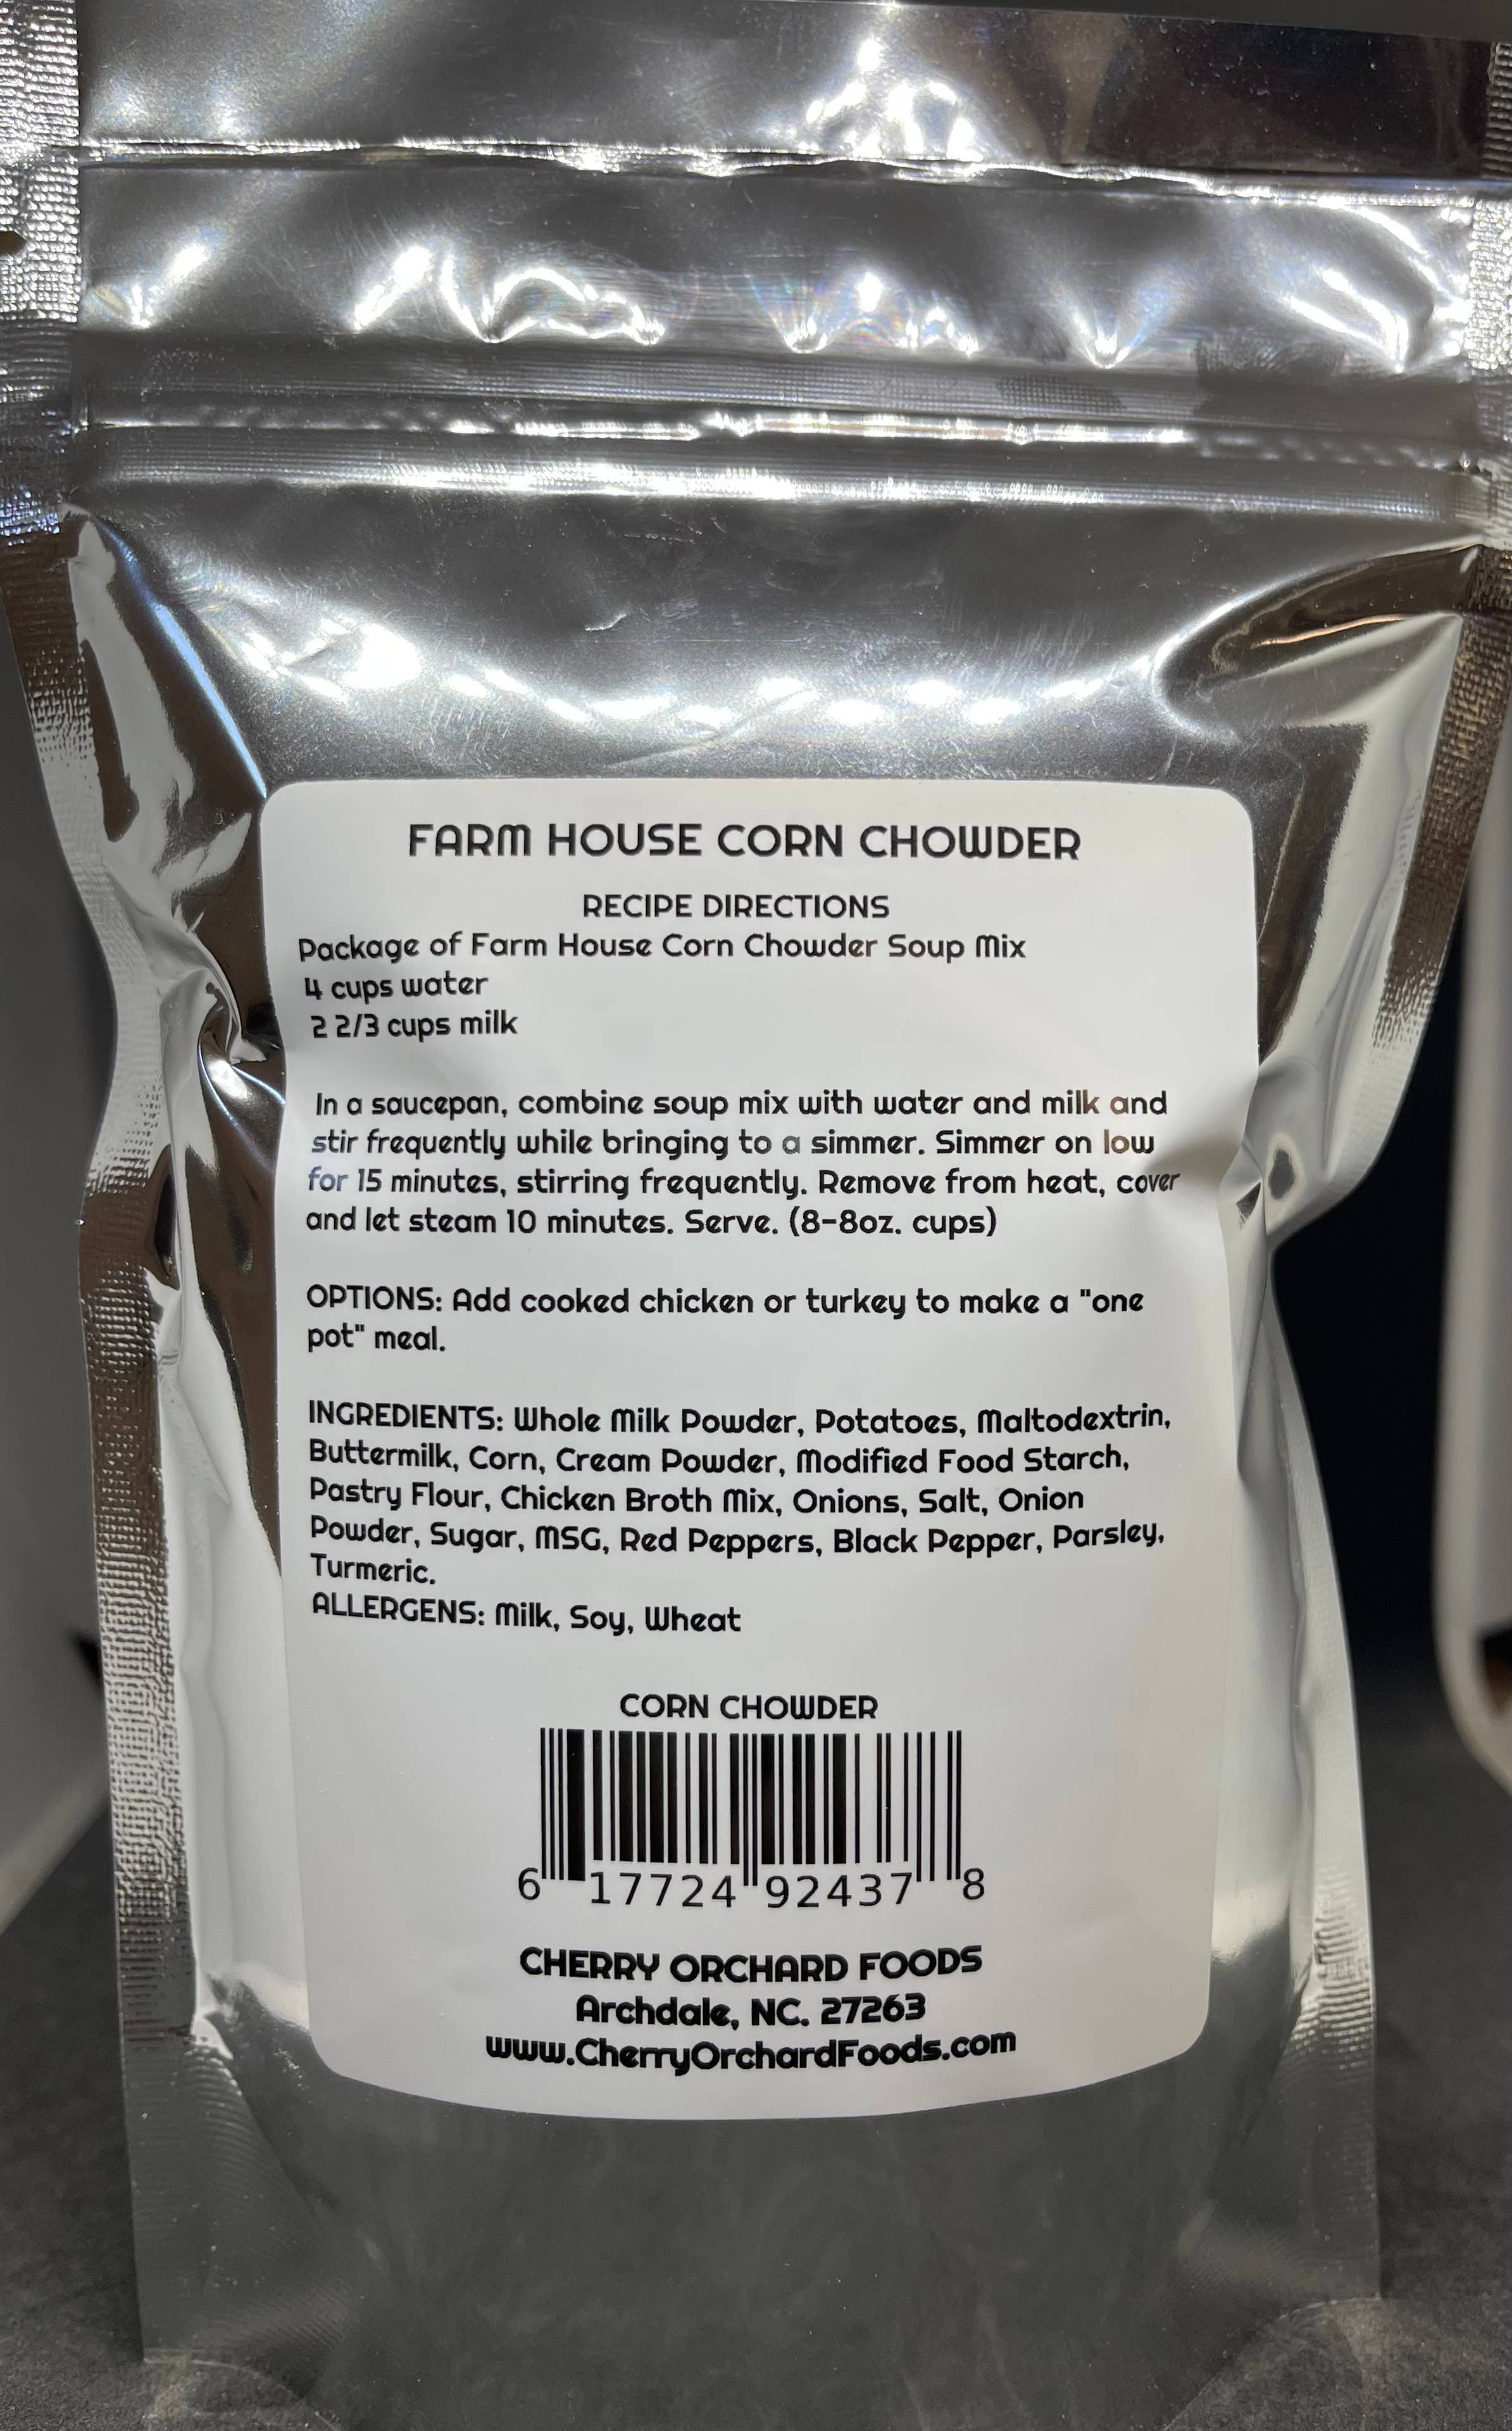 FARM HOUSE CORN CHOWDER
RECIPE DIRECTIONS
Package of Farm House Corn Chowder Soup Mix
4 cups water
2 2/3 cups milk
In a saucepan, combine soup mix with water and milk and
stir frequently while bringing to a simmer. Simmer on low
for 15 minutes, stirring frequently. Remove from heat, cover
and let steam 10 minutes. Serve. (8-8oz. cups)
OPTIONS: Add cooked chicken or turkey to make a "one
pot" meal.
INGREDIENTS: Whole Milk Powder, Potatoes, Maltodextrin,
Buttermilk, Corn, Cream Powder, Modified Food Starch,
Pastry Flour, Chicken Broth Mix, Onions, Salt, Onion
Powder, Sugar, MSG, Red Peppers, Black Pepper, Parsley,
Turmeric.
ALLERGENS: Milk, Soy, Wheat
CORN CHOWDER
6 17724 92437 8
CHERRY ORCHARD FOODS
Archdale, NC. 27263
www.CherryOrchardFoods.com